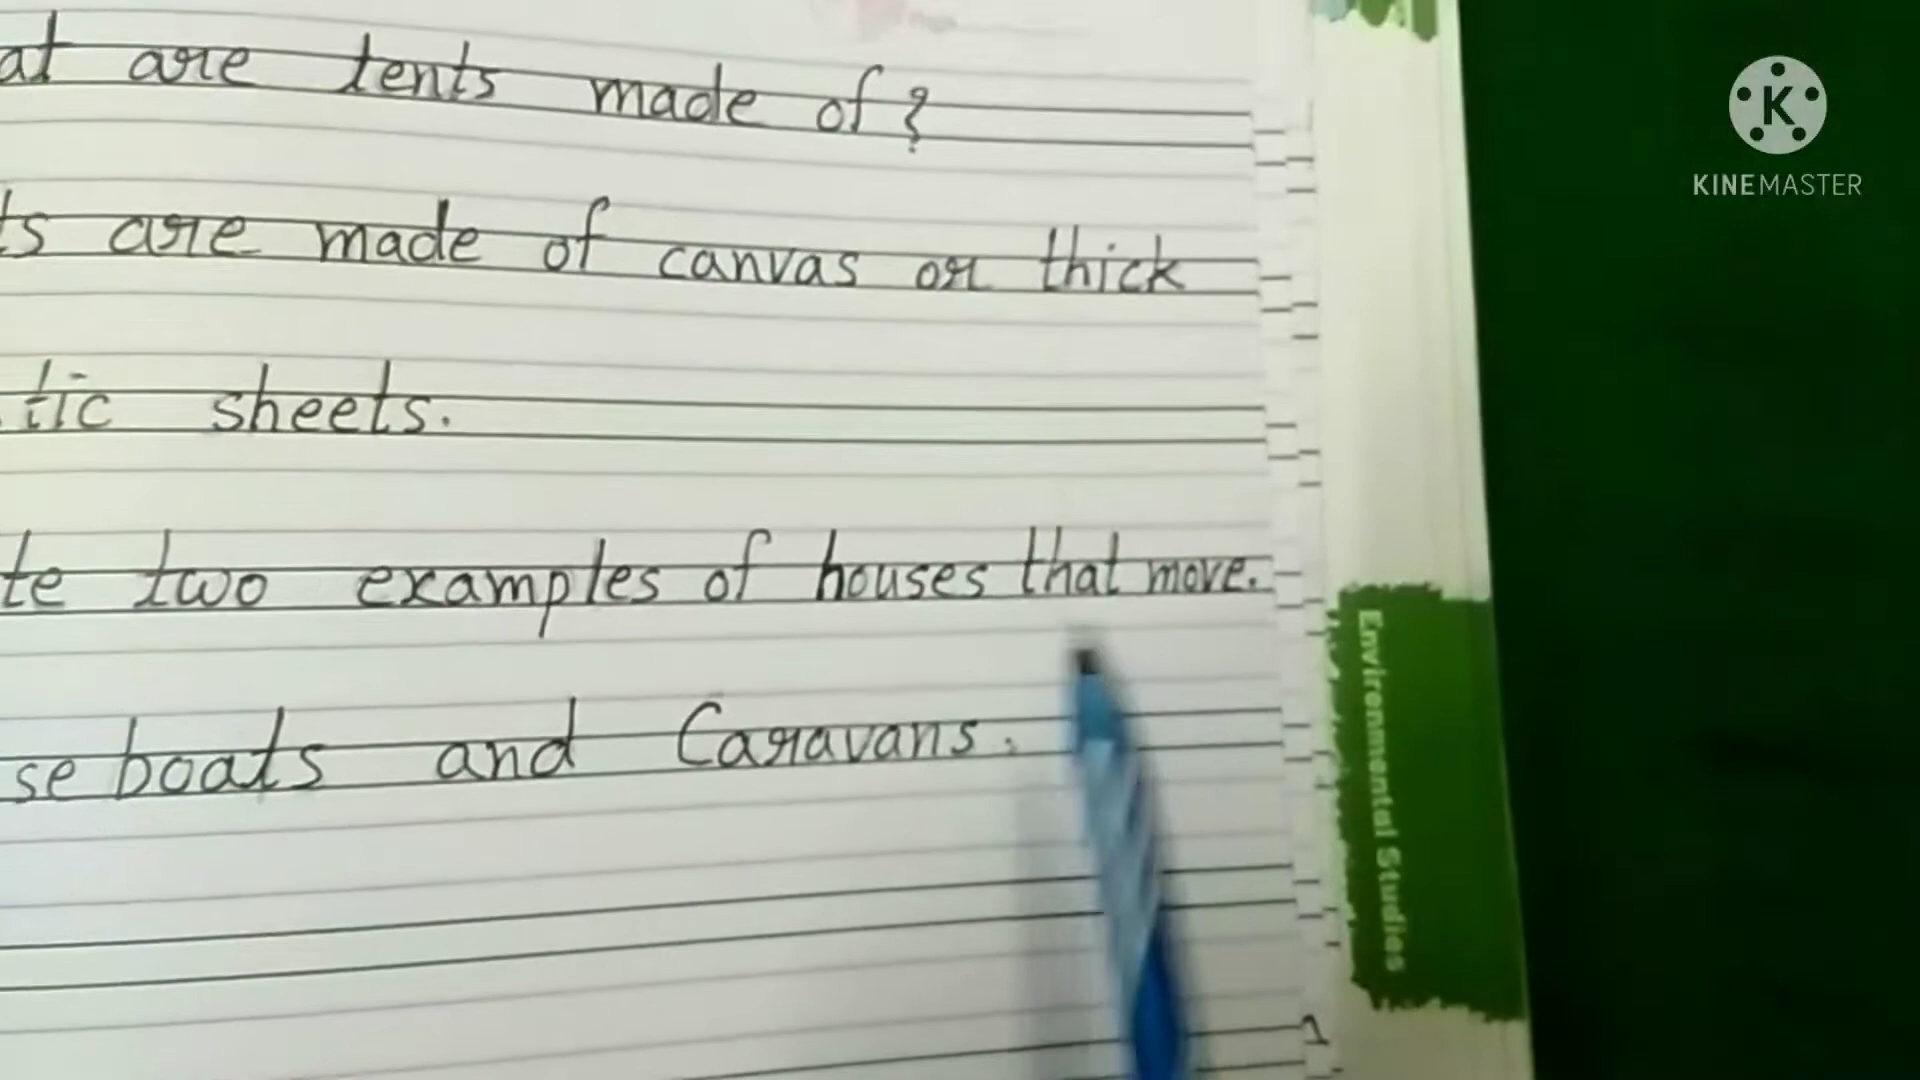 at are tents made of?
ts are made of canvas or thick
tic sheets.
te two examples of houses that move.
se boats and Caravans.
Environmental Studies
K
KINEMASTER